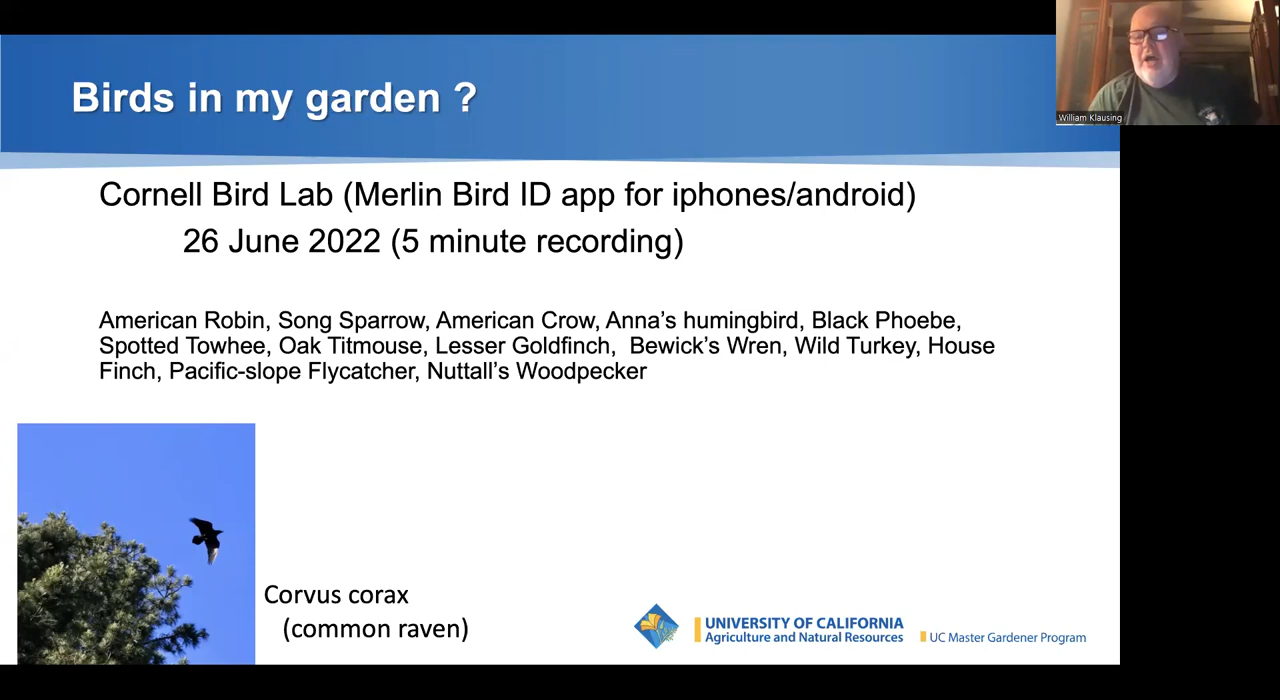 Birds in my garden ?
William Klausing
Cornell Bird Lab (Merlin Bird ID app for iphones/android)
26 June 2022 (5 minute recording)
American Robin, Song Sparrow, American Crow, Anna's humingbird, Black Phoebe,
Spotted Towhee, Oak Titmouse, Lesser Goldfinch, Bewick's Wren, Wild Turkey, House
Finch, Pacific-slope Flycatcher, Nuttall's Woodpecker
Corvus corax
(common raven)
UNIVERSITY OF CALIFORNIA
Agriculture and Natural Resources
UC Master Gardener Program